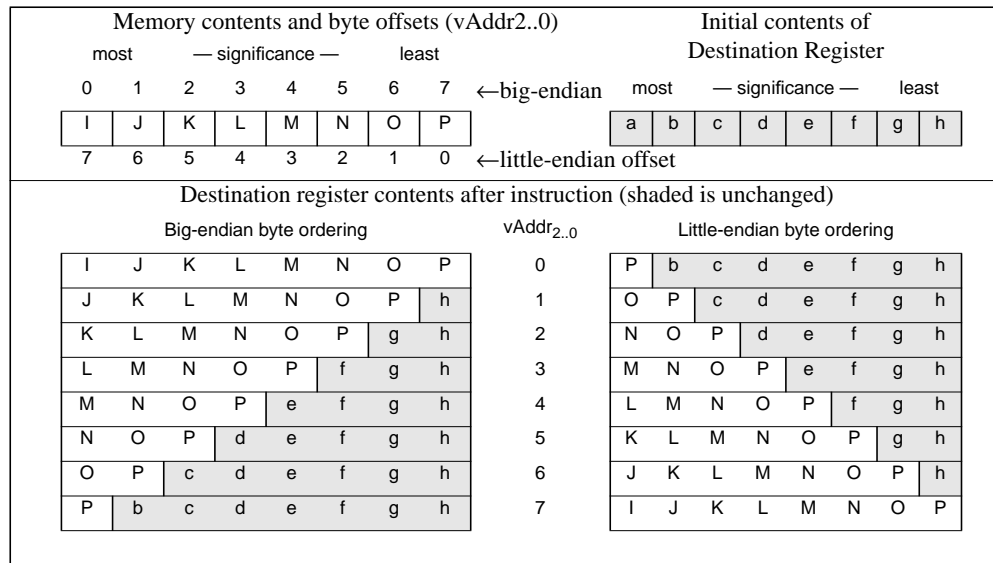 Memory contents and byte offsets (vAddr2..0)
Initial contents of
Destination Register
most — significance — least
0 1 2 3 4 5 6 7 ←big-endian
most — significance — least
I J K L M N O P
a b c d e f g h
7 6 5 4 3 2 1 0 ←little-endian offset
Destination register contents after instruction (shaded is unchanged)
Big-endian byte ordering vAddr2..0 Little-endian byte ordering
I J K L M N O P 0 P b c d e f g h
J K L M N O P h 1 O P c d e f g h
K L M N O P g h 2 N O P d e f g h
L M N O P f g h 3 M N O P e f g h
M N O P e f g h 4 L M N O P f g h
N O P d e f g h 5 K L M N O P g h
O P c d e f g h 6 J K L M N O P h
P b c d e f g h 7 I J K L M N O P